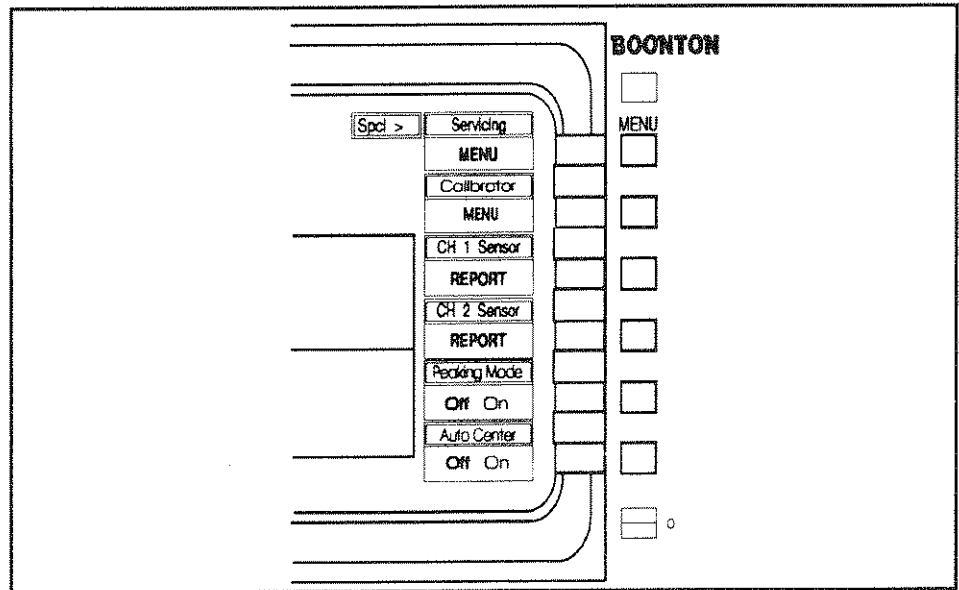 BOONTON
Spcl > Servicing
MENU
MENU
Calibrator
MENU
CH 1 Sensor
REPORT
CH 2 Sensor
REPORT
Peaking Mode
Off On
Auto Center
Off On
o